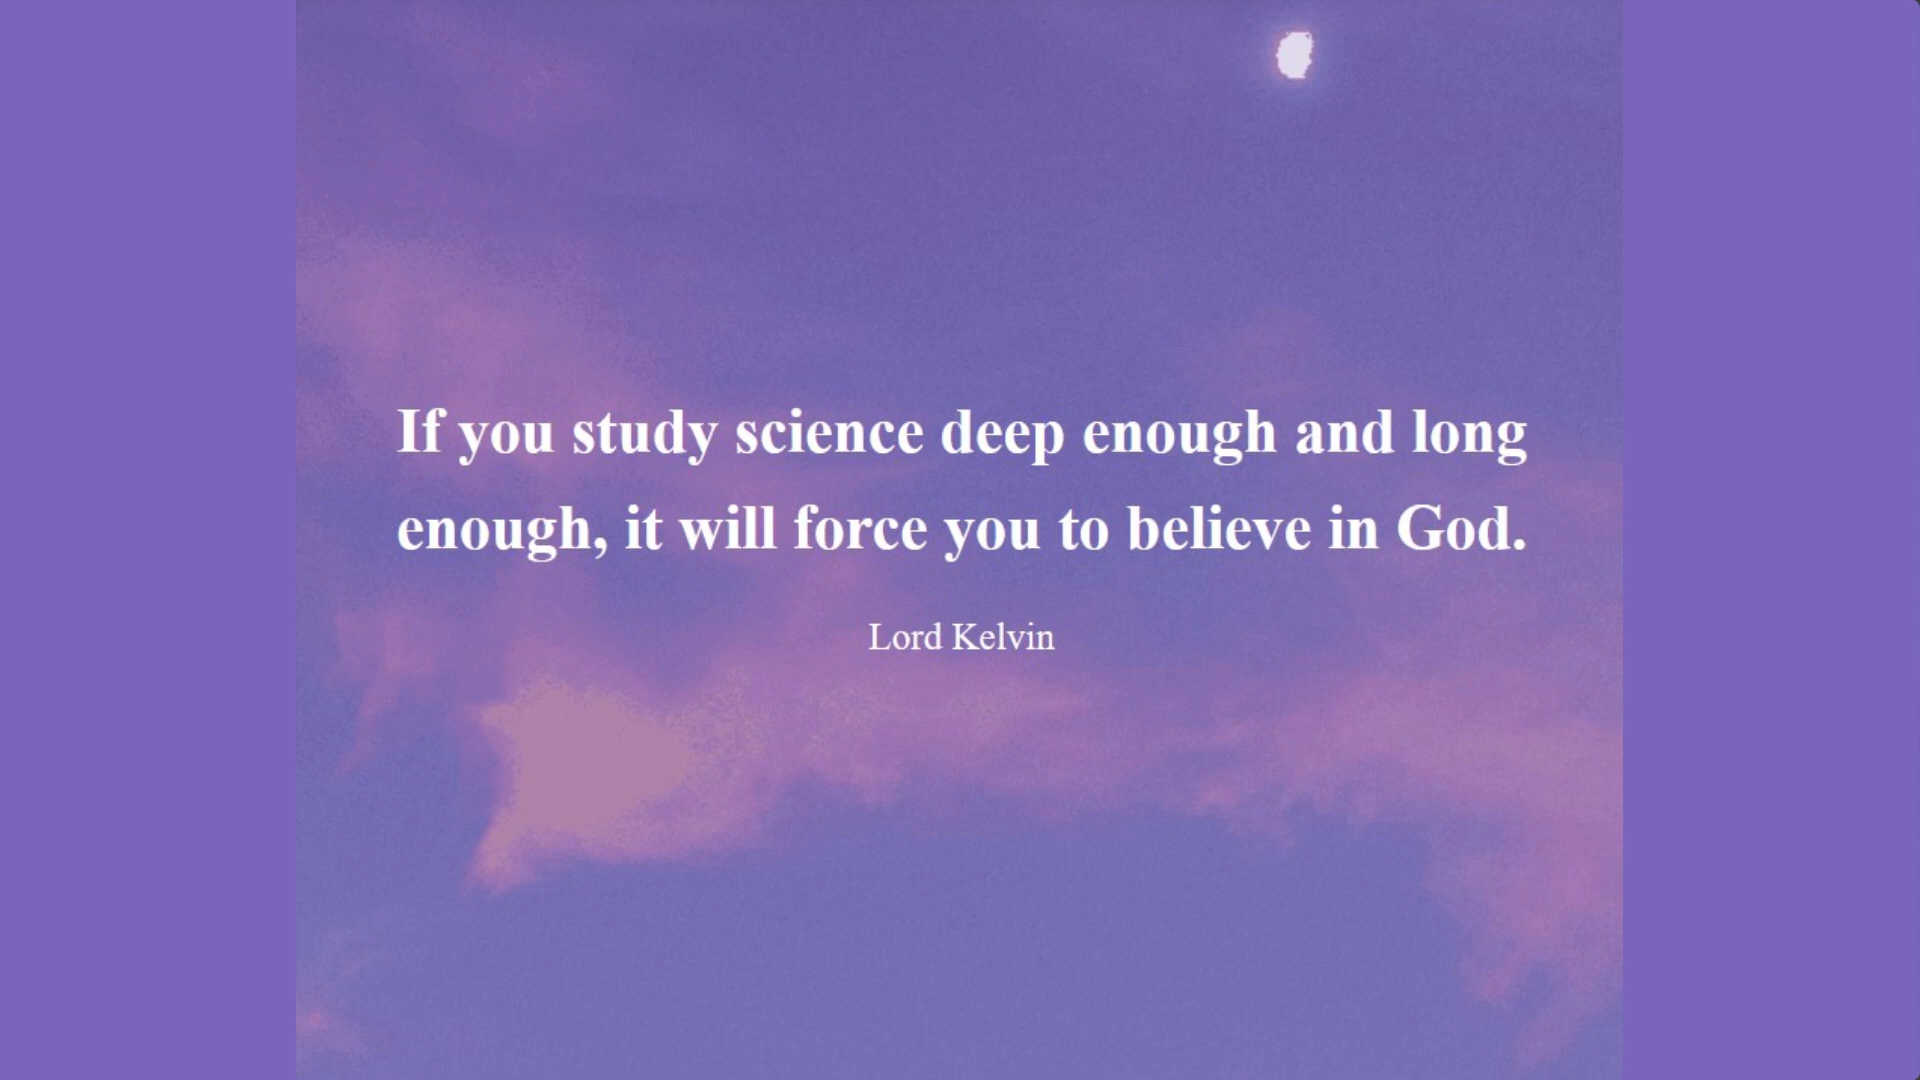 If you study science deep enough and long
enough, it will force you to believe in God.
Lord Kelvin